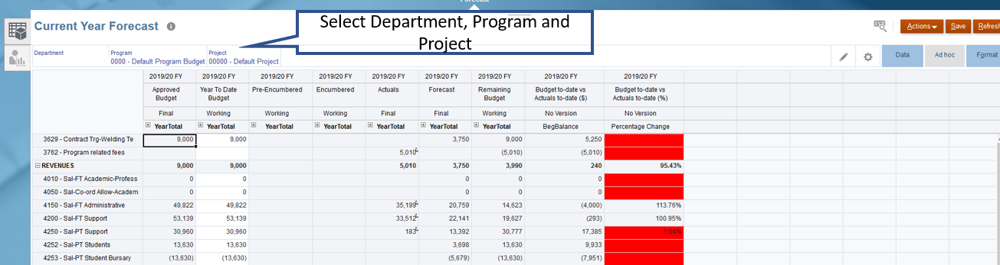 Forecast
Current Year Forecast
Select Department, Program and
Project
Actions Save Refresh
Department Program Project
0000 - Default Program Budget 00000 - Default Project
Data Ad hoc Format
2019/20 FY 2019/20 FY 2019/20 FY 2019/20 FY 2019/20 FY 2019/20 FY 2019/20 FY 2019/20 FY 2019/20 FY
Approved Budget Year To Date Budget Pre-Encumbered Encumbered Actuals Forecast Remaining Budget Budget to-date vs Actuals to-date ($) Budget to-date vs Actuals to-date (%)
Final Working Working Working Final Final Working No Version No Version
YearTotal YearTotal YearTotal YearTotal YearTotal YearTotal YearTotal BegBalance Percentage Change
3629 - Contract Trg-Welding Te 9,000 9,000 3,750 9,000 5,250
3762 - Program related fees 5,010 (5,010) (5,010)
REVENUES 9,000 9,000 5,010 3,750 3,990 240 95.43%
4010 - Sal-FT Academic-Profess 0 0 0 0 0
4050 - Sal-Co-ord Allow-Academ 0 0 0 0 0
4150 - Sal-FT Administrative 49,822 49,822 35,199 20,759 14,623 (4,000) 113.76%
4200 - Sal-FT Support 53,139 53,139 33,512 22,141 19,627 (293) 100.95%
4250 - Sal-PT Support 30,960 30,960 183 13,392 30,777 17,385 1.04%
4252 - Sal-PT Students 13,630 13,630 3,698 13,630 9,933
4253 - Sal-PT Student Bursary (13,630) (13,630) (5,679) (13,630) (7,951)